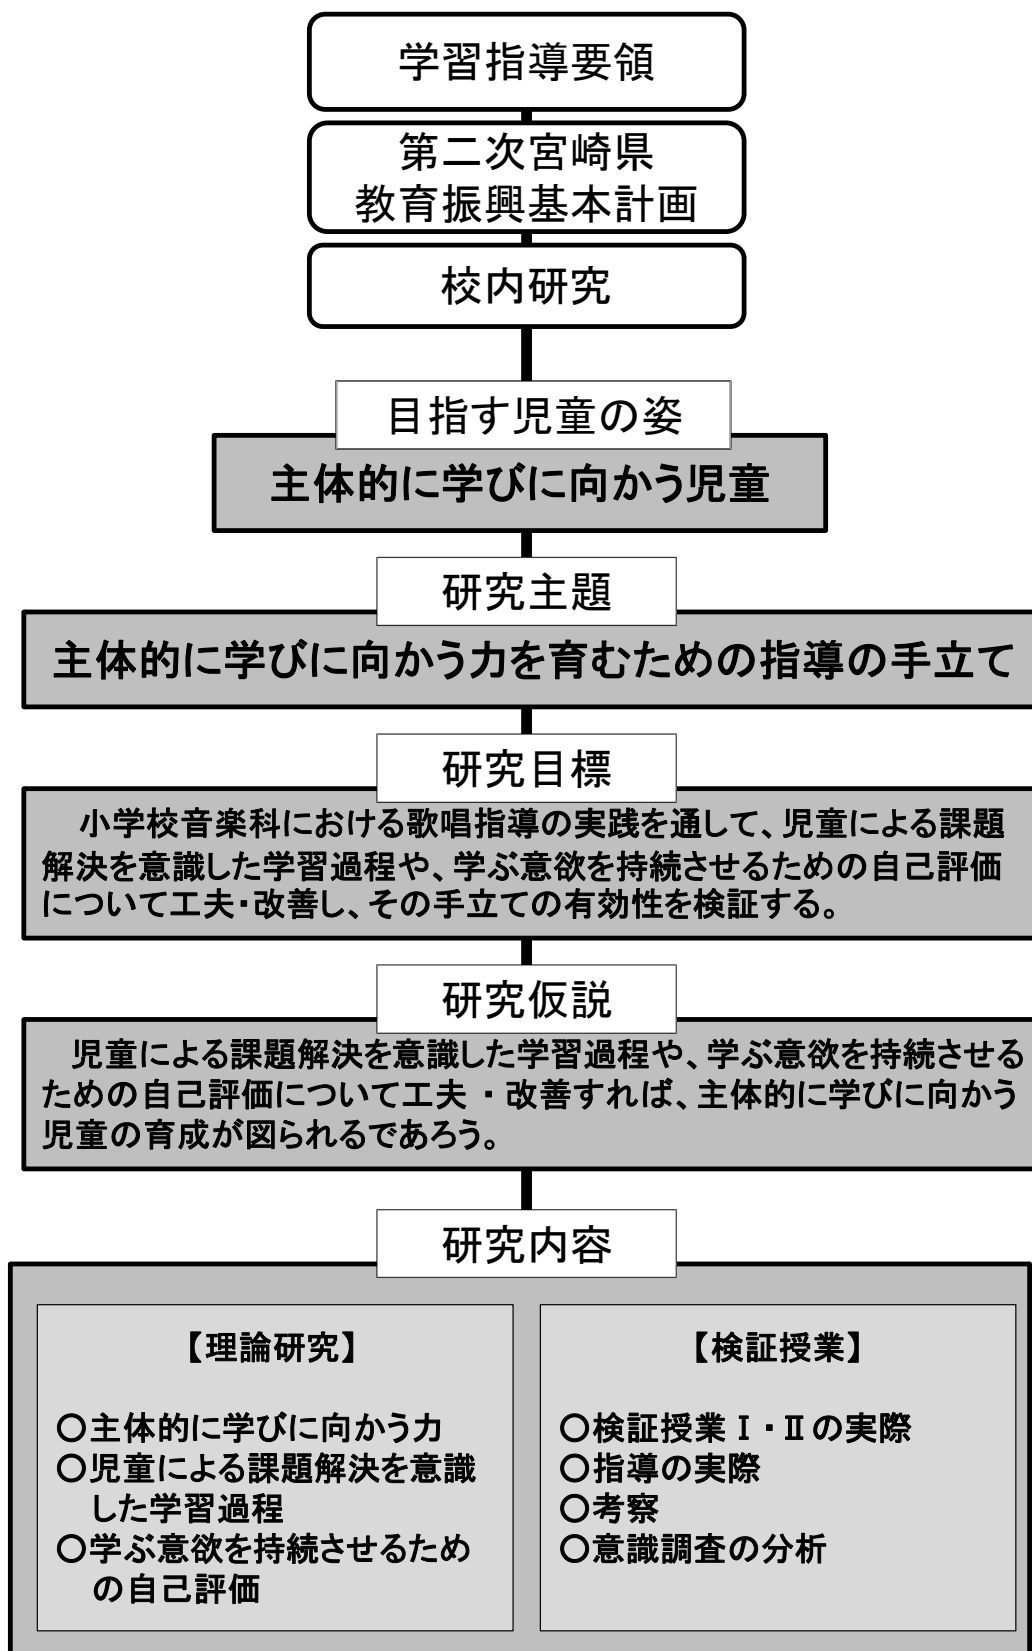 学習指導要領
第二次宮崎県
教育振興基本計画
校内研究
目指す児童の姿
主体的に学びに向かう児童
研究主題
主体的に学びに向かう力を育むための指導の手立て
研究目標
小学校音楽科における歌唱指導の実践を通して、児童による課題
解決を意識した学習過程や、学ぶ意欲を持続させるための自己評価
について工夫・改善し、その手立ての有効性を検証する。
研究仮説
児童による課題解決を意識した学習過程や、学ぶ意欲を持続させる
ための自己評価について工夫・改善すれば、主体的に学びに向かう
児童の育成が図られるであろう。
研究内容
【理論研究】
○主体的に学びに向かう力
○児童による課題解決を意識
した学習過程
○学ぶ意欲を持続させるため
の自己評価
【検証授業】
○検証授業Ⅰ・Ⅱの実際
○指導の実際
○考察
○意識調査の分析